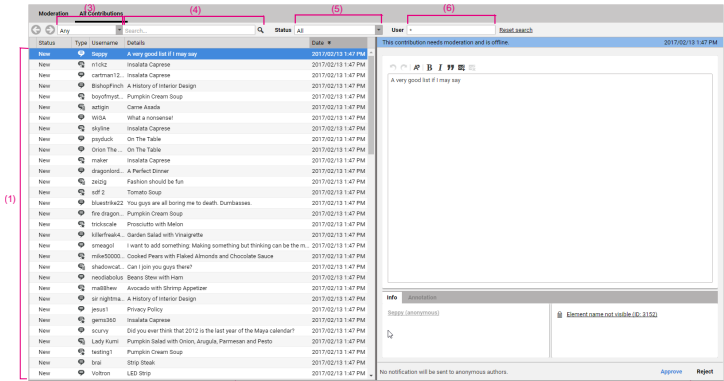 (3) (4) (5) (6)
Moderation All Contributions
Any Search... Status All User * Reset search
Status Type Username Details Date
New Seppy A very good list if I may say 2017/02/13 1:47 PM
New n1ckz Insalata Caprese 2017/02/13 1:47 PM
New cartman12... Insalata Caprese 2017/02/13 1:47 PM
New BishopFinch A History of Interior Design 2017/02/13 1:47 PM
New boyofmyst... Pumpkin Cream Soup 2017/02/13 1:47 PM
New aztigin Carne Asada 2017/02/13 1:47 PM
New WIGA What a nonsense! 2017/02/13 1:47 PM
New skyline Insalata Caprese 2017/02/13 1:47 PM
New psyduck On The Table 2017/02/13 1:47 PM
New Orion The ... On The Table 2017/02/13 1:47 PM
New maker Insalata Caprese 2017/02/13 1:47 PM
New dragonlord... A Perfect Dinner 2017/02/13 1:47 PM
New zeizig Fashion should be fun 2017/02/13 1:47 PM
New sdf 2 Tomato Soup 2017/02/13 1:47 PM
(1)
New bluestrike22 You guys are all boring me to death. Dumbasses. 2017/02/13 1:47 PM
New fire dragon... Pumpkin Cream Soup 2017/02/13 1:47 PM
New trickscale Prosciutto with Melon 2017/02/13 1:47 PM
New killerfreak4... Garden Salad with Vinaigrette 2017/02/13 1:47 PM
New smeagol I want to add something: Making something but thinking can be the m... 2017/02/13 1:47 PM
New mike50000... Cooked Pears with Flaked Almonds and Chocolate Sauce 2017/02/13 1:47 PM
New shadowcat... Can I join you guys there? 2017/02/13 1:47 PM
New neodiabolus Beans Stew with Ham 2017/02/13 1:47 PM
New ma88hew Avocado with Shrimp Appetizer 2017/02/13 1:47 PM
New sir nightma... A History of Interior Design 2017/02/13 1:47 PM
New jesus1 Privacy Policy 2017/02/13 1:47 PM
New gems360 Insalata Caprese 2017/02/13 1:47 PM
New scurvy Did you ever think that 2012 is the last year of the Maya calendar? 2017/02/13 1:47 PM
New Lady Kumi Pumpkin Salad with Onion, Arugula, Parmesan and Pesto 2017/02/13 1:47 PM
New testing1 Pumpkin Cream Soup 2017/02/13 1:47 PM
New brai Strip Steak 2017/02/13 1:47 PM
New Voltron LED Strip 2017/02/13 1:47 PM
This contribution needs moderation and is offline. 2017/02/13 1:47 PM
B I
A very good list if I may say
Info Annotation
Seppy (anonymous) Element name not visible (ID: 3152)
No notification will be sent to anonymous authors. Approve Reject